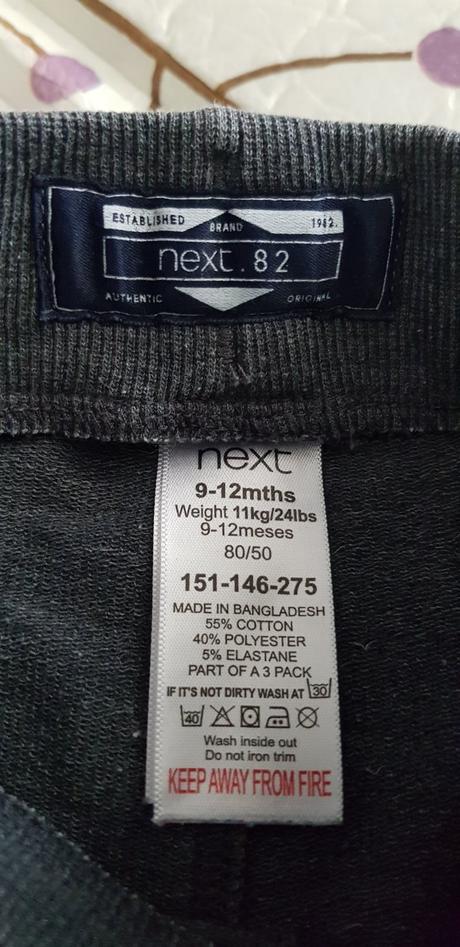 ESTABLISHED BRAND 1982.
next.82
AUTHENTIC ORIGINAL
next
9-12mths
Weight 11kg/24lbs
9-12meses
80/50
151-146-275
MADE IN BANGLADESH
55% COTTON
40% POLYESTER
5% ELASTANE
PART OF A 3 PACK
IF IT'S NOT DIRTY WASH AT 30
40
Wash inside out
Do not iron trim
KEEP AWAY FROM FIRE